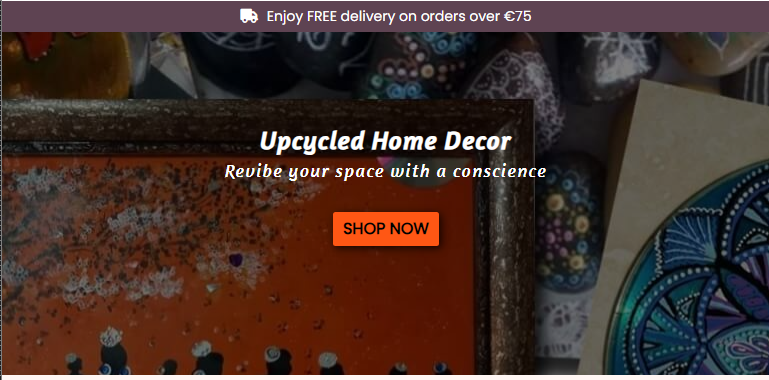 Enjoy FREE delivery on orders over €75
Upcycled Home Decor
Revibe your space with a conscience
SHOP NOW